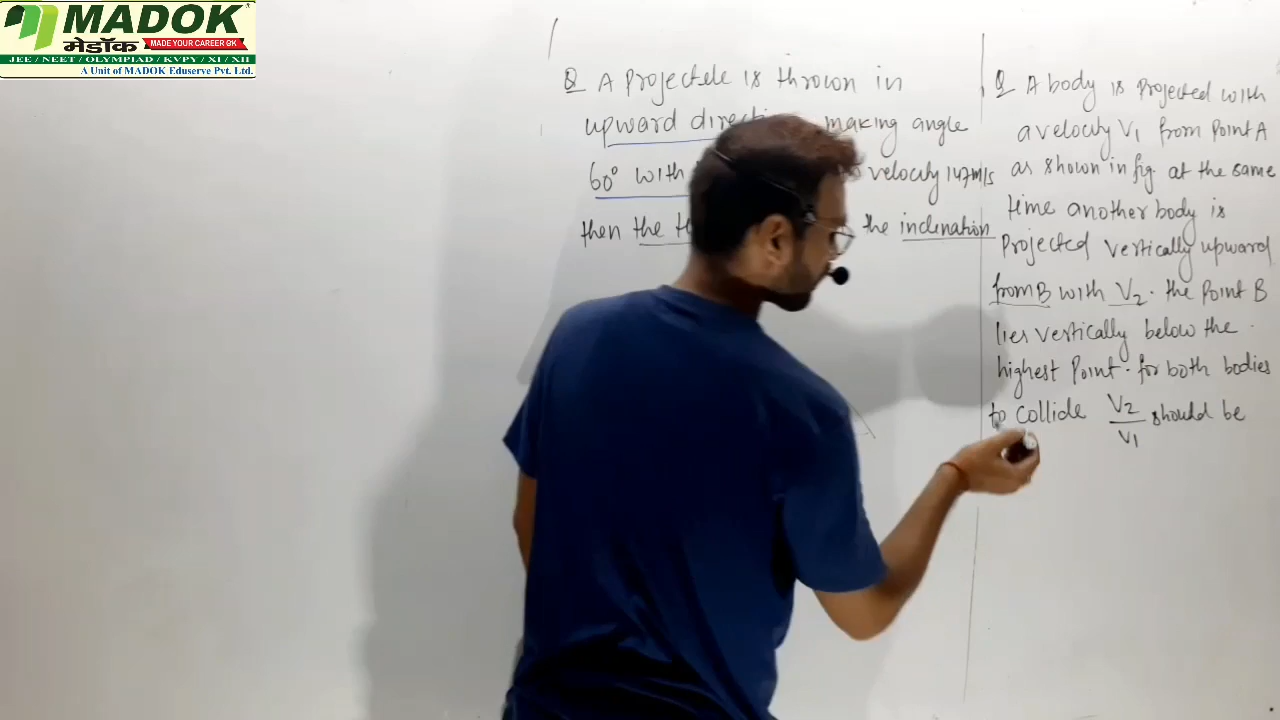 MADOK
मेडॉक MADE YOUR CAREER GK
JEE / NEET / OLYMPIAD / KVPY / XI / XII
A Unit of MADOK Eduserve Pvt. Ltd.
Q A Projectele is thrown in
upward making angle
60° with velocity 147m/s
then the the inclination
Q A body is projected with
a velocity V1 from Point A
as shown in fig. at the same
time another body is
Projected vertically upward
from B with V2. the Point B
lies vertically below the
highest Point. for both bodies
to collide V2/V1 should be